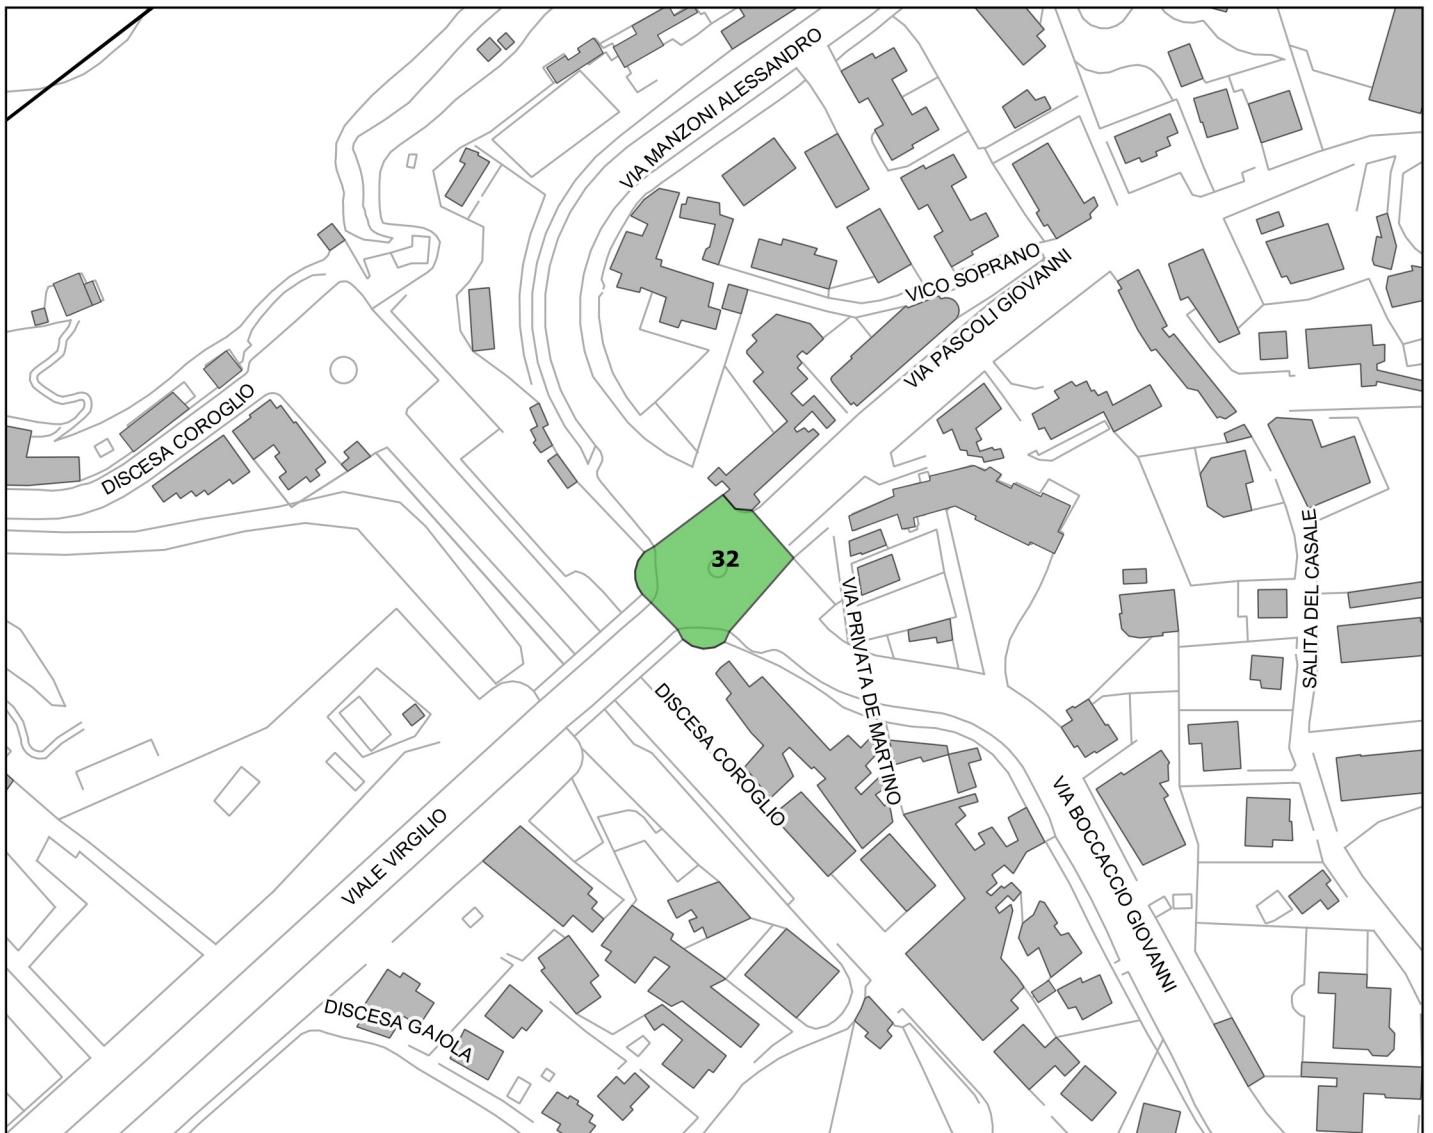 VIA MANZONI ALESSANDRO
VICO SOPRANO
VIA PASCOLI GIOVANNI
DISCESA COROGLIO
32
SALITA DEL CASALE
VIA PRIVATA DE MARTINO
DISCESA COROGLIO
VIALE VIRGILIO
VIA BOCCACCIO GIOVANNI
DISCESA GAIOLA